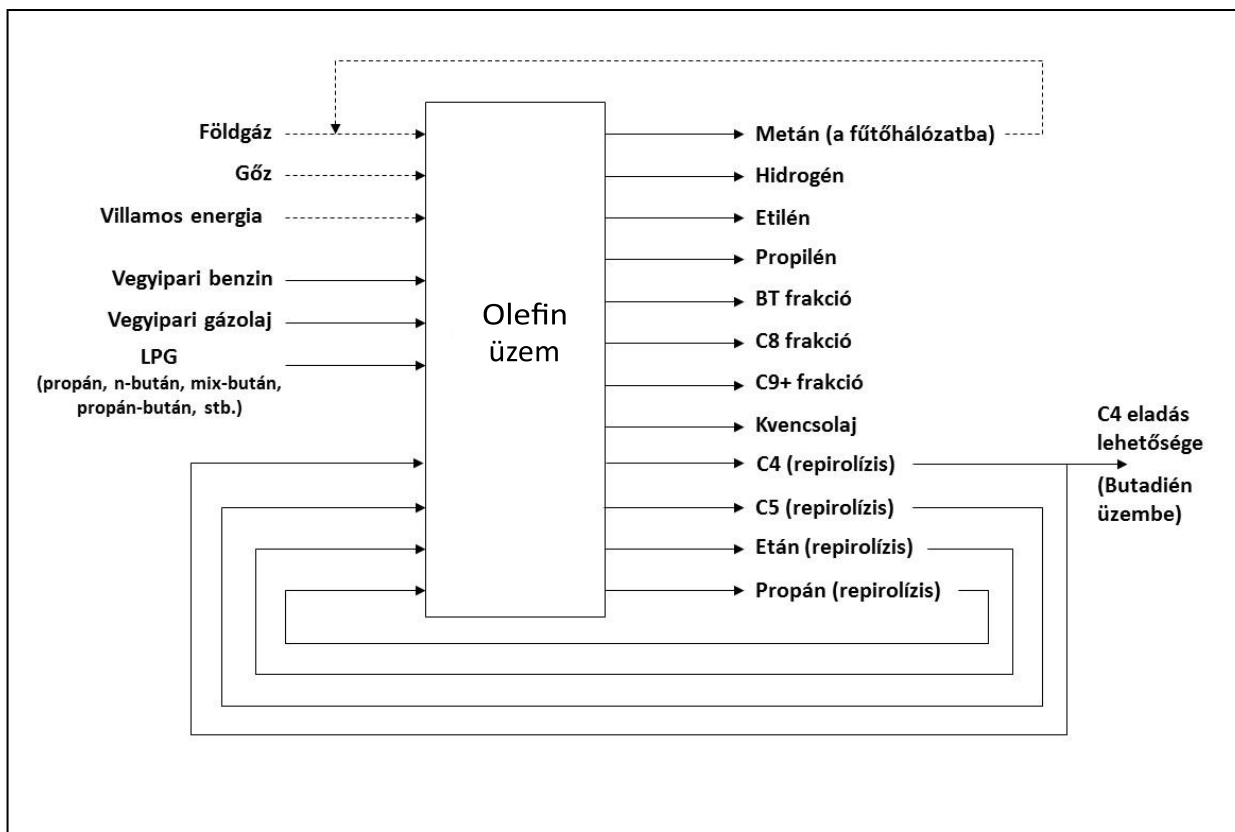 Földgáz
Gőz
Villamos energia
Vegyipari benzin
Vegyipari gázolaj
LPG
(propán, n-bután, mix-bután,
propán-bután, stb.)
Olefin
üzem
Metán (a fűtőhálózatba)
Hidrogén
Etilén
Propilén
BT frakció
C8 frakció
C9+ frakció
Kvencsolaj
C4 (repirolízis)
C5 (repirolízis)
Etán (repirolízis)
Propán (repirolízis)
C4 eladás
lehetősége
(Butadién
üzembe)